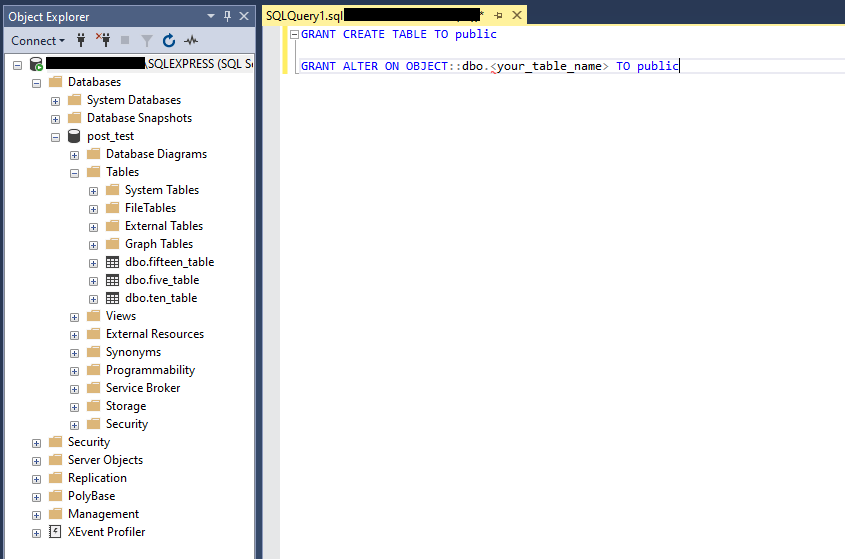 Object Explorer
Connect
\SQLEXPRESS (SQL Se
Databases
System Databases
Database Snapshots
post_test
Database Diagrams
Tables
System Tables
FileTables
External Tables
Graph Tables
dbo.fifteen_table
dbo.five_table
dbo.ten_table
Views
External Resources
Synonyms
Programmability
Service Broker
Storage
Security
Security
Server Objects
Replication
PolyBase
Management
XEvent Profiler
SQLQuery1.sql
GRANT CREATE TABLE TO public
GRANT ALTER ON OBJECT::dbo.<your_table_name> TO public